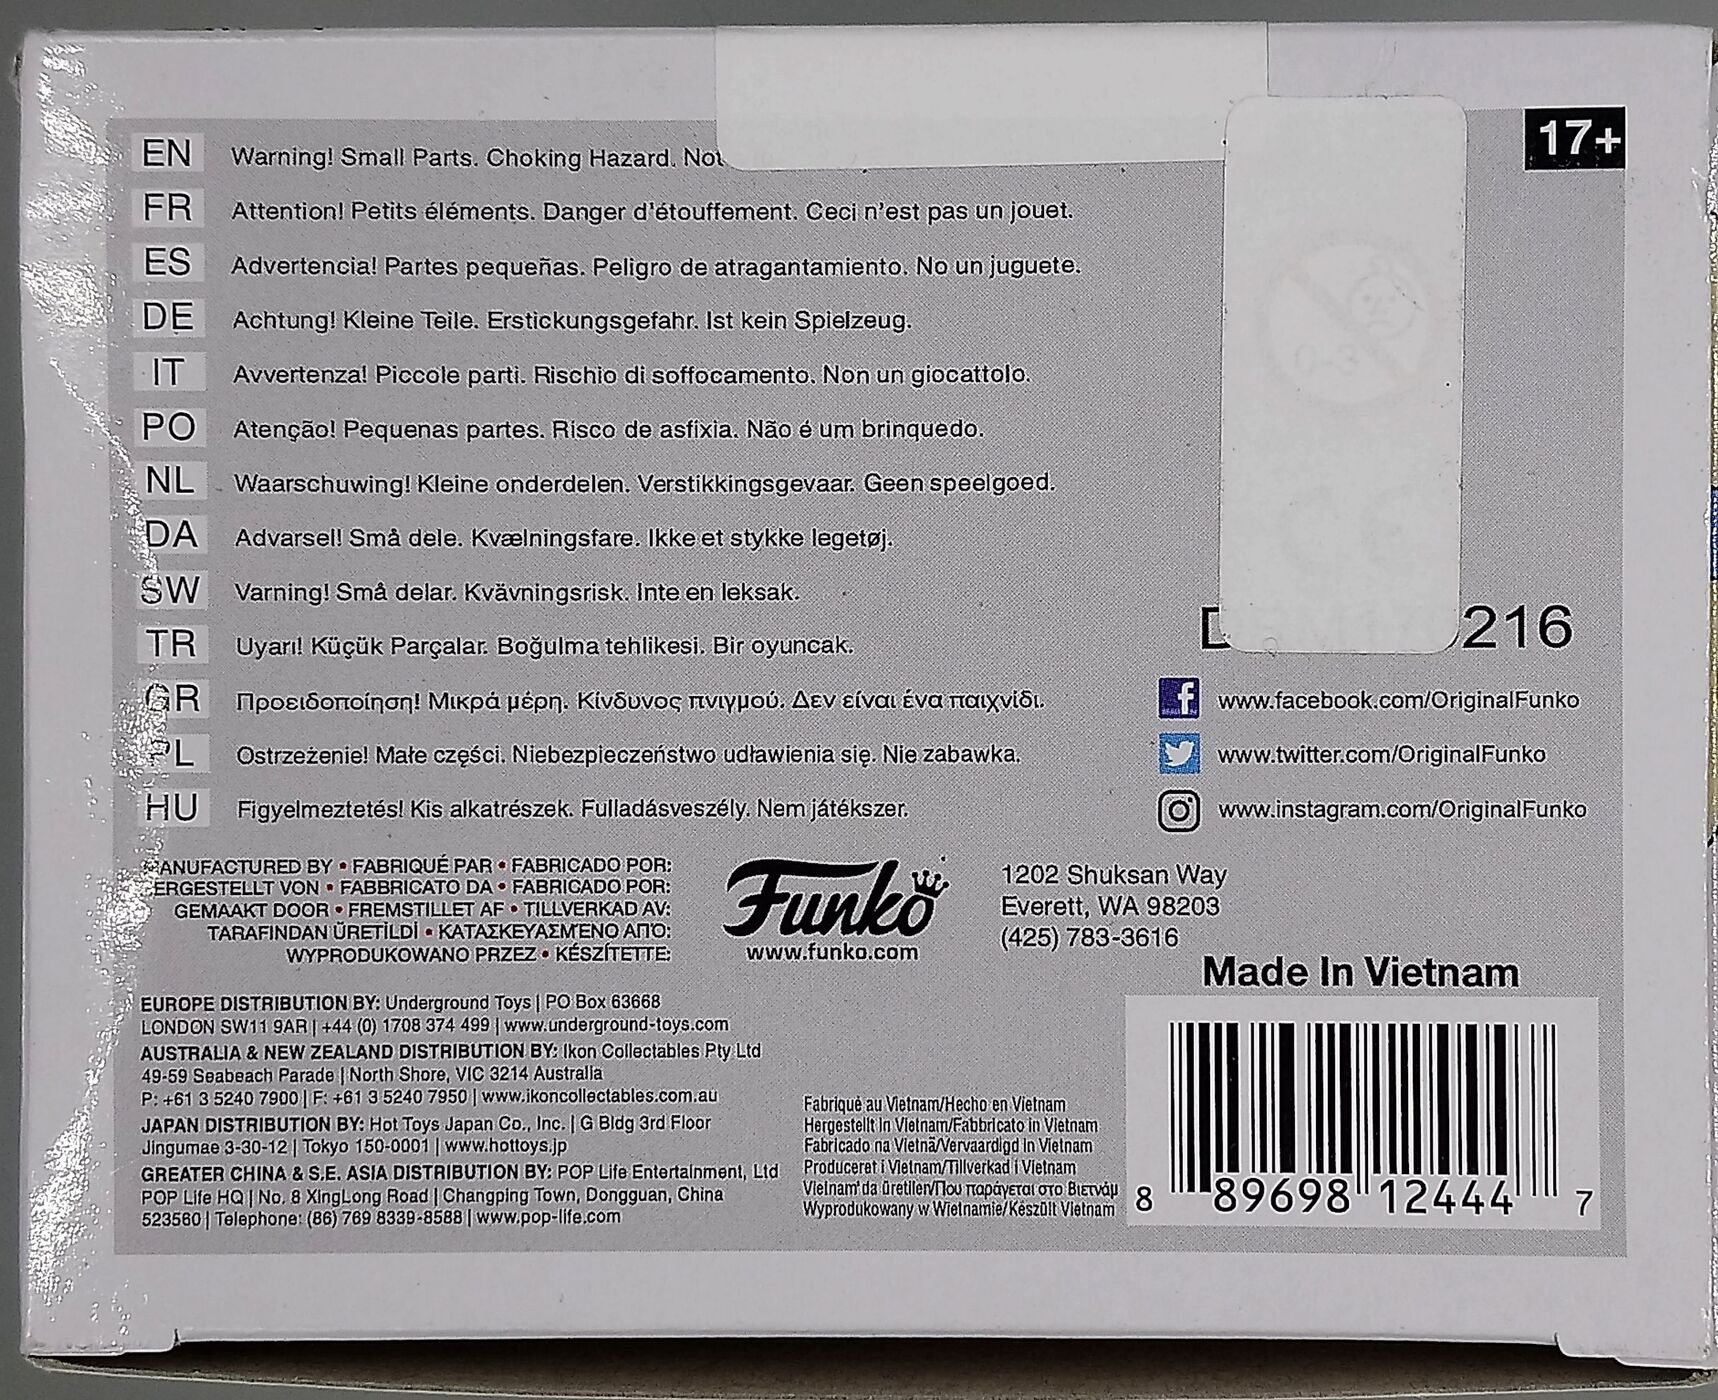 17+
EN Warning! Small Parts. Choking Hazard. Not
FR Attention! Petits éléments. Danger d'étouffement. Ceci n'est pas un jouet.
ES Advertencia! Partes pequeñas. Peligro de atragantamiento. No un juguete.
DE Achtung! Kleine Teile. Erstickungsgefahr. Ist kein Spielzeug.
IT Avvertenza! Piccole parti. Rischio di soffocamento. Non un giocattolo.
PO Atenção! Pequenas partes. Risco de asfixia. Não é um brinquedo.
NL Waarschuwing! Kleine onderdelen. Verstikkingsgevaar. Geen speelgoed.
DA Advarsel! Små dele. Kvælningsfare. Ikke et stykke legetøj.
SW Varning! Små delar. Kvävningsrisk. Inte en leksak.
TR Uyarı! Küçük Parçalar. Boğulma tehlikesi. Bir oyuncak.
GR Προειδοποίηση! Μικρά μέρη. Κίνδυνος πνιγμού. Δεν είναι ένα παιχνίδι.
PL Ostrzeżenie! Małe części. Niebezpieczeństwo udławienia się. Nie zabawka.
HU Figyelmeztetés! Kis alkatrészek. Fulladásveszély. Nem játékszer.
216
www.facebook.com/OriginalFunko
www.twitter.com/OriginalFunko
www.instagram.com/OriginalFunko
MANUFACTURED BY • FABRIQUÉ PAR • FABRICADO POR:
ERGESTELLT VON • FABBRICATO DA • FABRICADO POR:
GEMAAKT DOOR • FREMSTILLET AF • TILLVERKAD AV:
TARAFINDAN ÜRETİLDİ • ΚΑΤΑΣΚΕΥΑΣΜΈΝΟ ΑΠΌ:
WYPRODUKOWANO PRZEZ • KÉSZÍTETTE:
Funko
www.funko.com
1202 Shuksan Way
Everett, WA 98203
(425) 783-3616
Made In Vietnam
EUROPE DISTRIBUTION BY: Underground Toys | PO Box 63668
LONDON SW11 9AR | +44 (0) 1708 374 499 | www.underground-toys.com
AUSTRALIA & NEW ZEALAND DISTRIBUTION BY: Ikon Collectables Pty Ltd
49-59 Seabeach Parade | North Shore, VIC 3214 Australia
P: +61 3 5240 7900 | F: +61 3 5240 7950 | www.ikoncollectables.com.au
JAPAN DISTRIBUTION BY: Hot Toys Japan Co., Inc. | G Bldg 3rd Floor
Jingumae 3-30-12 | Tokyo 150-0001 | www.hottoys.jp
GREATER CHINA & S.E. ASIA DISTRIBUTION BY: POP Life Entertainment, Ltd
POP Life HQ | No. 8 XingLong Road | Changping Town, Dongguan, China
523560 | Telephone: (86) 769 8339-8588 | www.pop-life.com
Fabriqué au Vietnam/Hecho en Vietnam
Hergestellt in Vietnam/Fabbricato in Vietnam
Fabricado na Vietnã/Vervaardigd in Vietnam
Produceret i Vietnam/Tillverkad i Vietnam
Vietnam'da üretilen/Που παράγεται στο Βιετνάμ
Wyprodukowany w Wietnamie/Készült Vietnam
8 89698 12444 7